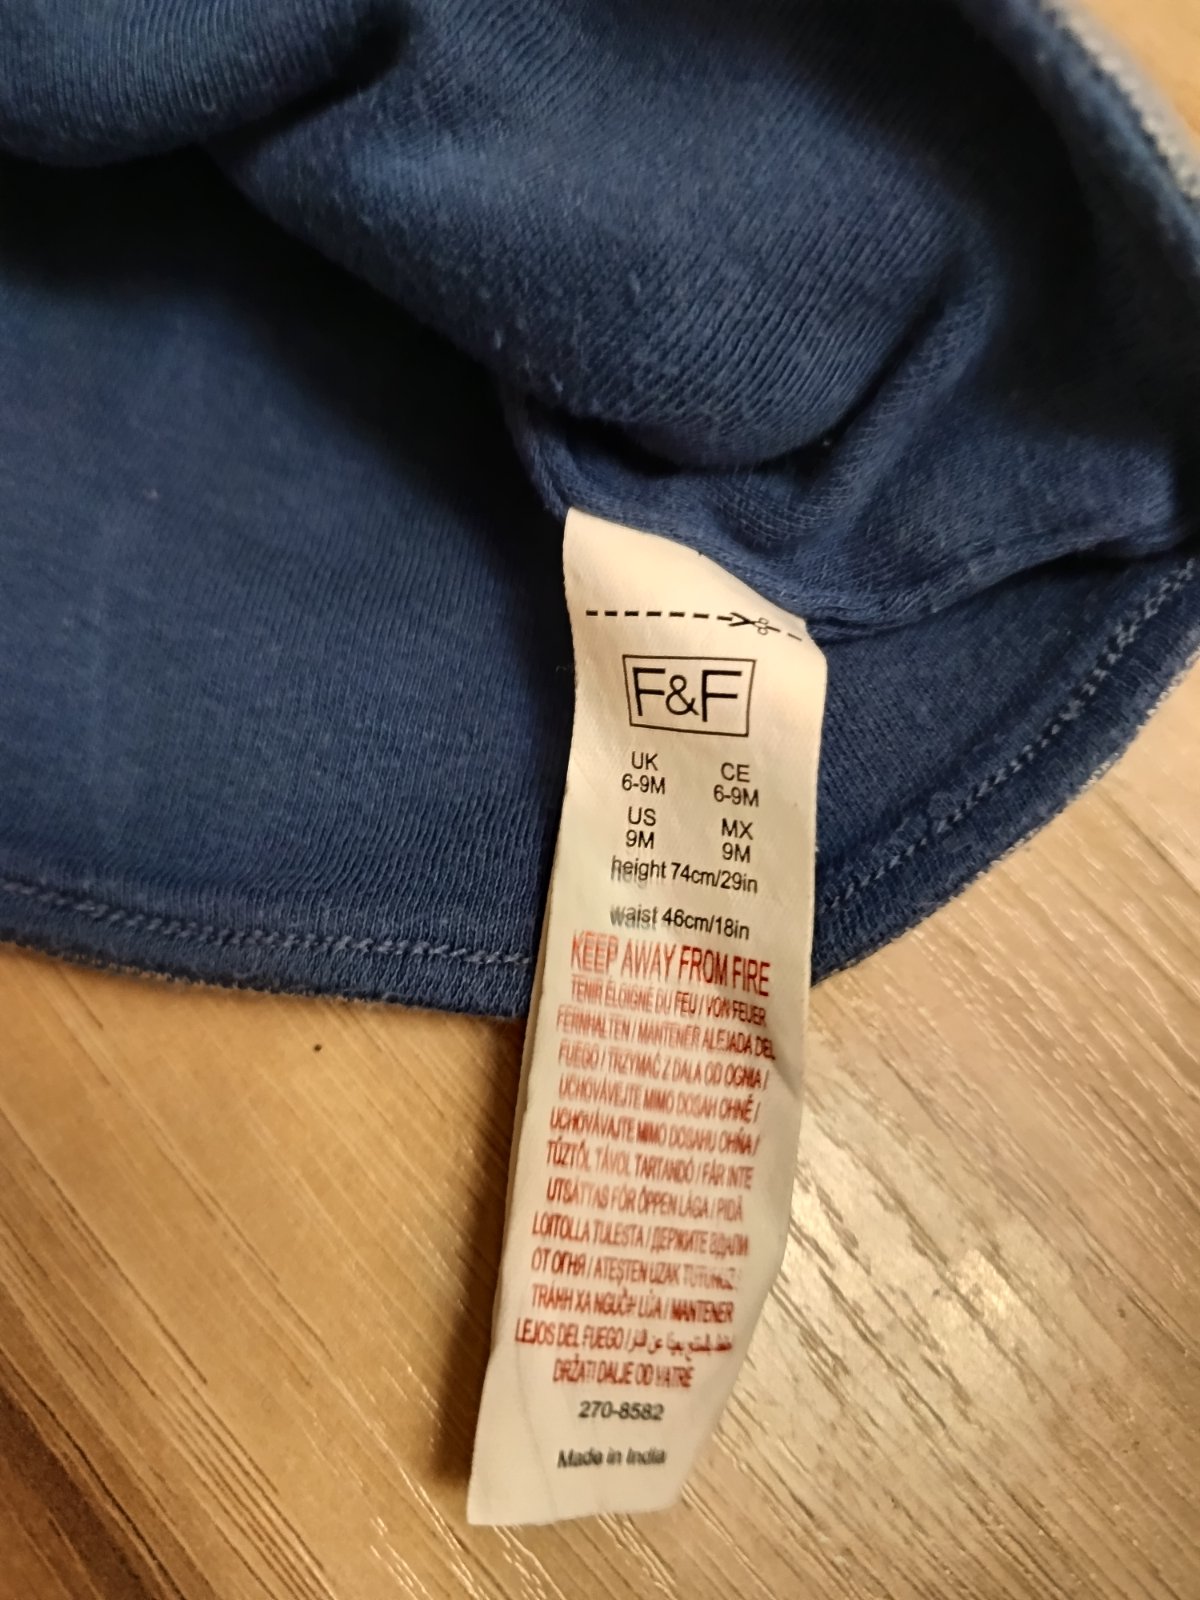 F&F
UK
6-9M
CE
6-9M
US
9M
MX
9M
height 74cm/29in
waist 46cm/18in
KEEP AWAY FROM FIRE
TENIR ÉLOIGNÉ DU FEU / VON FEUER
FERNHALTEN / MANTENER ALEJADA DEL
FUEGO / TRZYMAĆ Z DALA OD OGNIA /
UCHOVÁVEJTE MIMO DOSAH OHNĚ /
UCHOVÁVAJTE MIMO DOSAHU OHŇA /
TŰZTŐL TÁVOL TARTANDÓ / FÅR INTE
UTSÄTTAS FÖR ÖPPEN LÅGA / PIDÄ
LOITOLLA TULESTA / ДЕРЖИТЕ ВДАЛИ
ОТ ОГНЯ / ATEŞTEN UZAK TUTUNUZ /
TRÁNH XA LỬA / MANTENER
LEJOS DEL FUEGO / عن النار
DRŽATI DALJE OD VATRE
270-8582
Made in India